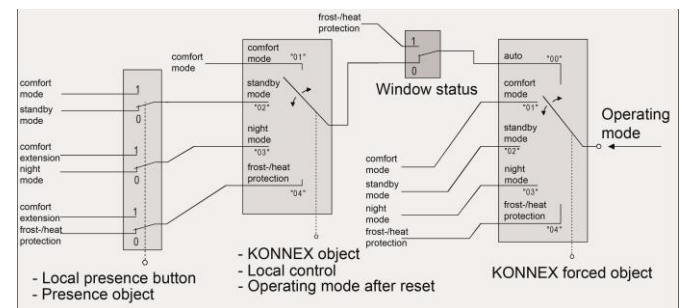 frost-/heat
protection
1
0
Window status
comfort
mode
comfort
mode
"01"
standby
mode
"02"
night
mode
"03"
frost-/heat
protection
"04"
auto
"00"
comfort
mode
"01"
standby
mode
"02"
night
mode
"03"
frost-/heat
protection
"04"
Operating
mode
comfort
mode
standby
mode
1
0
comfort
extension
night
mode
1
0
comfort
extension
frost-/heat
protection
1
0
comfort
mode
standby
mode
night
mode
frost-/heat
protection
- Local presence button
- Presence object
- KONNEX object
- Local control
- Operating mode after reset
KONNEX forced object